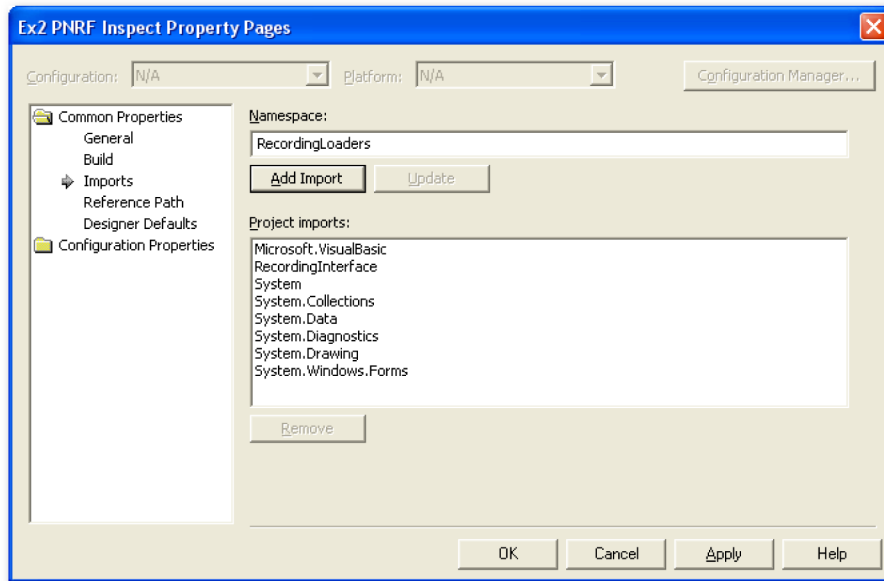 Ex2 PNRF Inspect Property Pages
Configuration: N/A Platform: N/A Configuration Manager...
Common Properties
General
Build
Imports
Reference Path
Designer Defaults
Configuration Properties
Namespace:
RecordingLoaders
Add Import Update
Project imports:
Microsoft.VisualBasic
RecordingInterface
System
System.Collections
System.Data
System.Diagnostics
System.Drawing
System.Windows.Forms
Remove
OK Cancel Apply Help